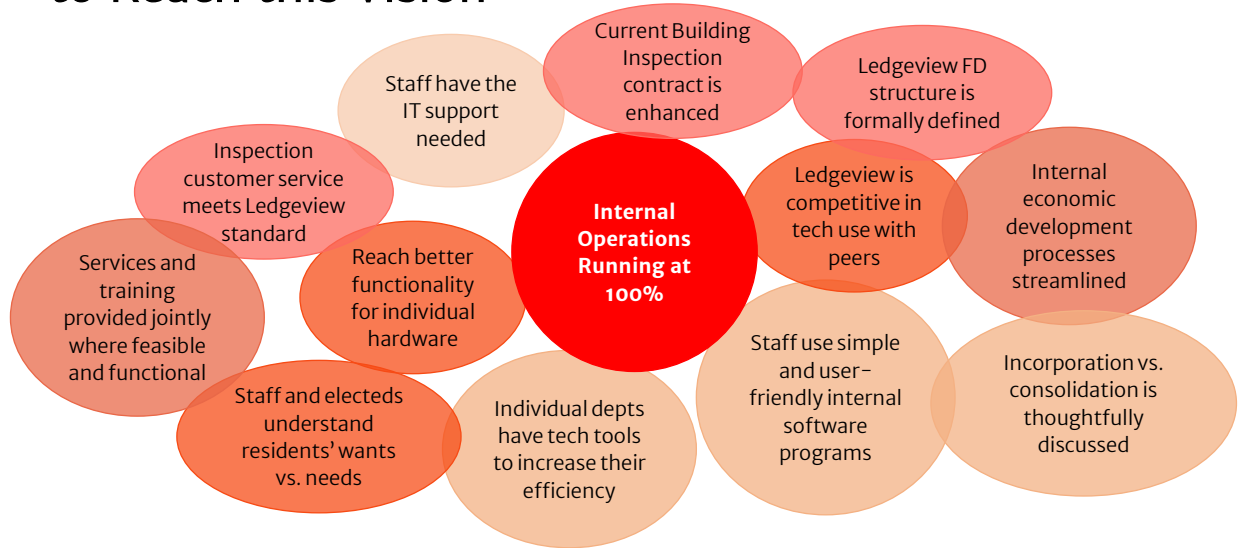 to Reach this Vision
Current Building
Inspection
contract is
enhanced
Ledgeview FD
structure is
formally defined
Staff have the
IT support
needed
Inspection
customer service
meets Ledgeview
standard
Internal
Operations
Running at
100%
Ledgeview is
competitive in
tech use with
peers
Internal
economic
development
processes
streamlined
Services and
training
provided jointly
where feasible
and functional
Reach better
functionality
for individual
hardware
Staff and electeds
understand
residents’ wants
vs. needs
Individual depts
have tech tools
to increase their
efficiency
Staff use simple
and user-
friendly internal
software
programs
Incorporation vs.
consolidation is
thoughtfully
discussed